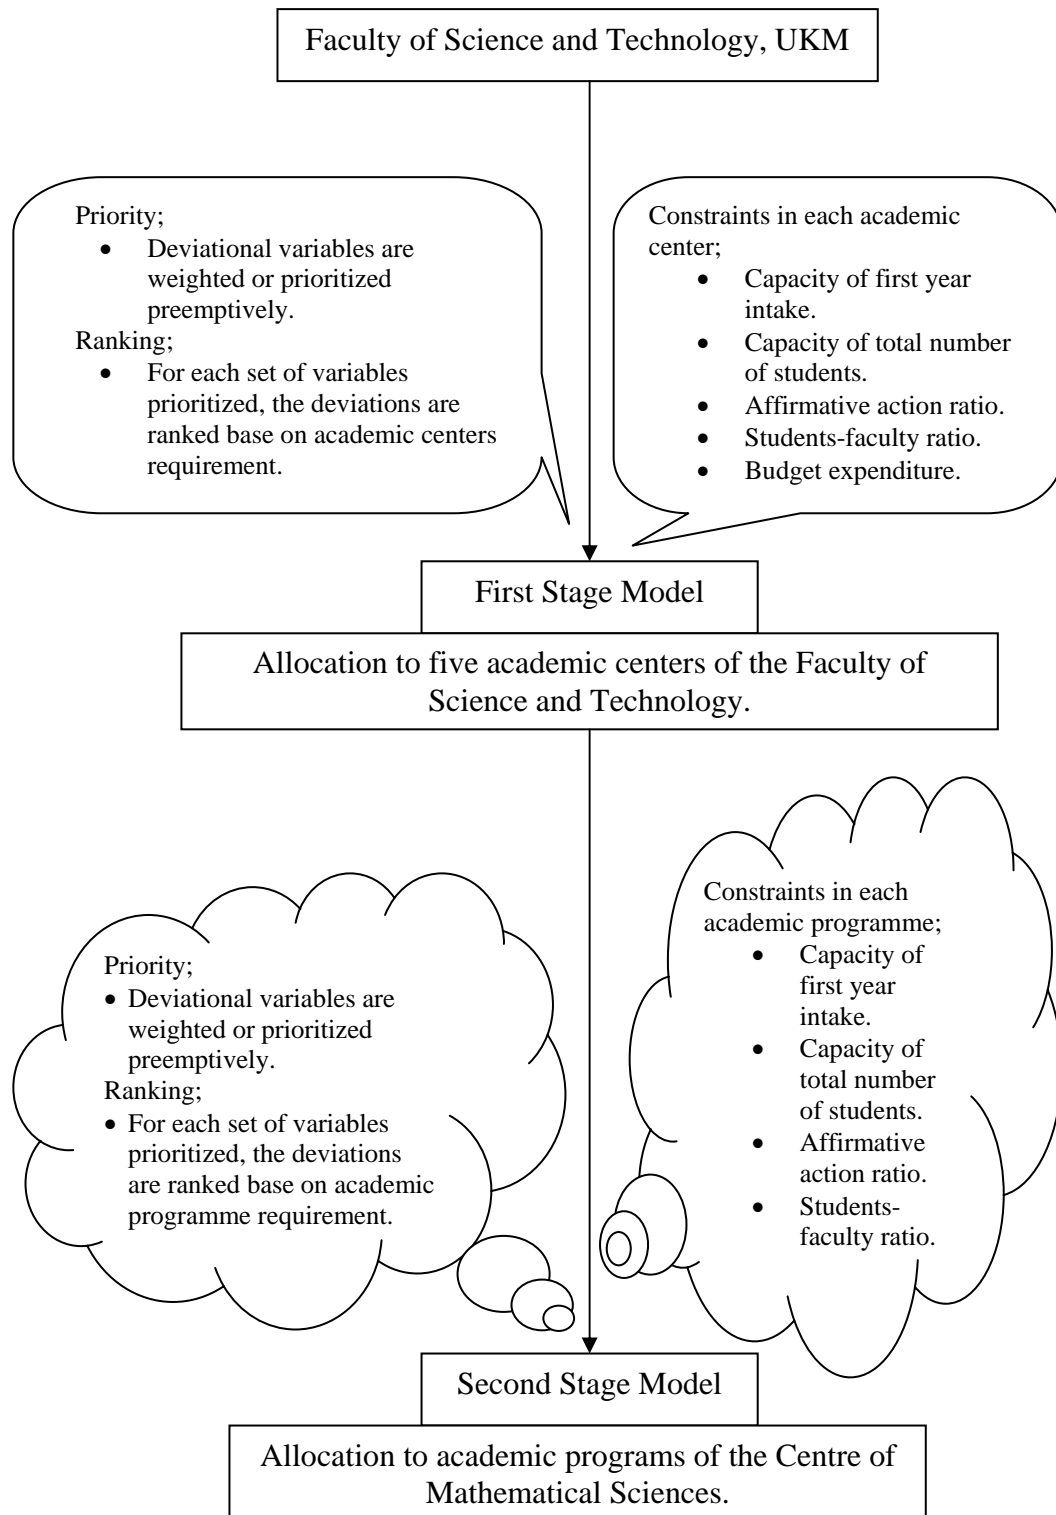 Faculty of Science and Technology, UKM
Priority;
• Deviational variables are
weighted or prioritized
preemptively.
Ranking;
• For each set of variables
prioritized, the deviations are
ranked base on academic centers
requirement.
Constraints in each academic
center;
• Capacity of first year
intake.
• Capacity of total number
of students.
• Affirmative action ratio.
• Students-faculty ratio.
• Budget expenditure.
First Stage Model
Allocation to five academic centers of the Faculty of
Science and Technology.
Priority;
• Deviational variables are
weighted or prioritized
preemptively.
Ranking;
• For each set of variables
prioritized, the deviations
are ranked base on academic
programme requirement.
Constraints in each
academic programme;
• Capacity of
first year
intake.
• Capacity of
total number
of students.
• Affirmative
action ratio.
• Students-
faculty ratio.
Second Stage Model
Allocation to academic programs of the Centre of
Mathematical Sciences.